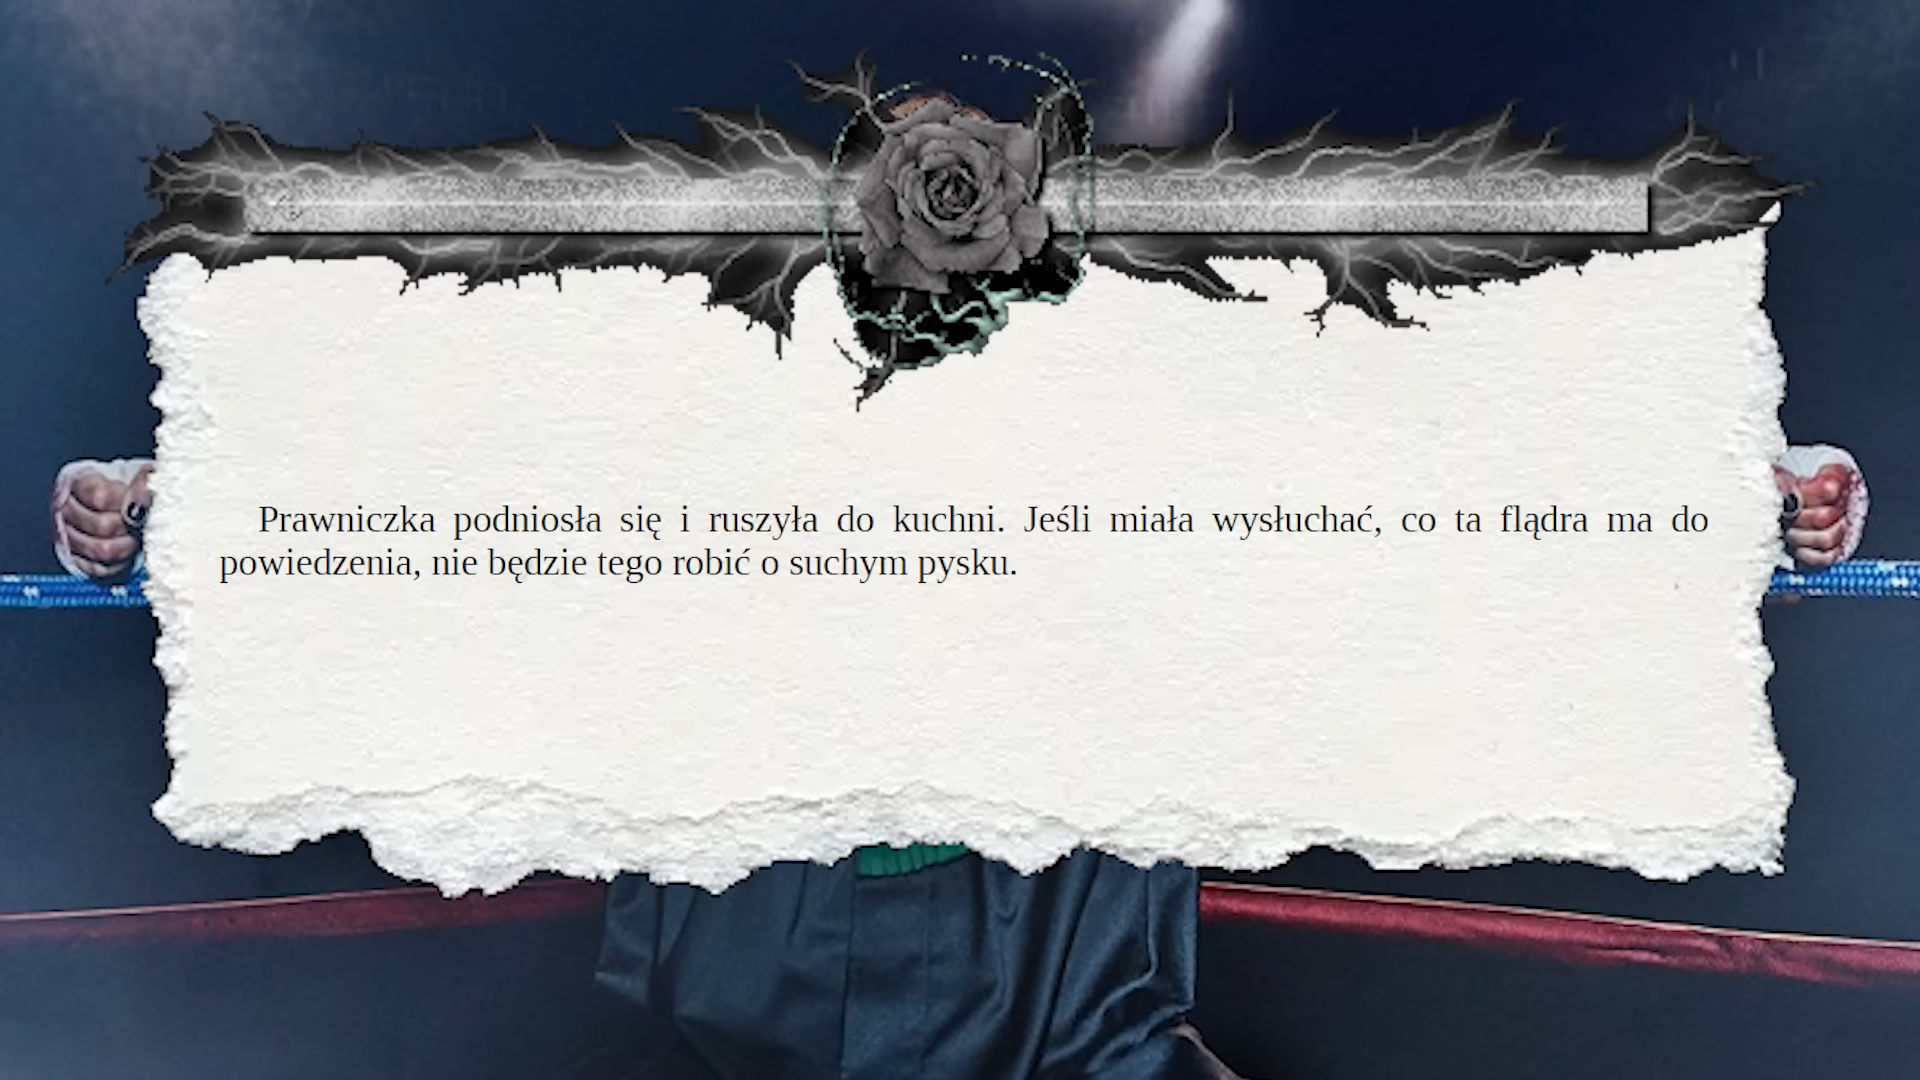 Prawniczka podniosła się i ruszyła do kuchni. Jeśli miała wysłuchać, co ta flądra ma do
powiedzenia, nie będzie tego robić o suchym pysku.